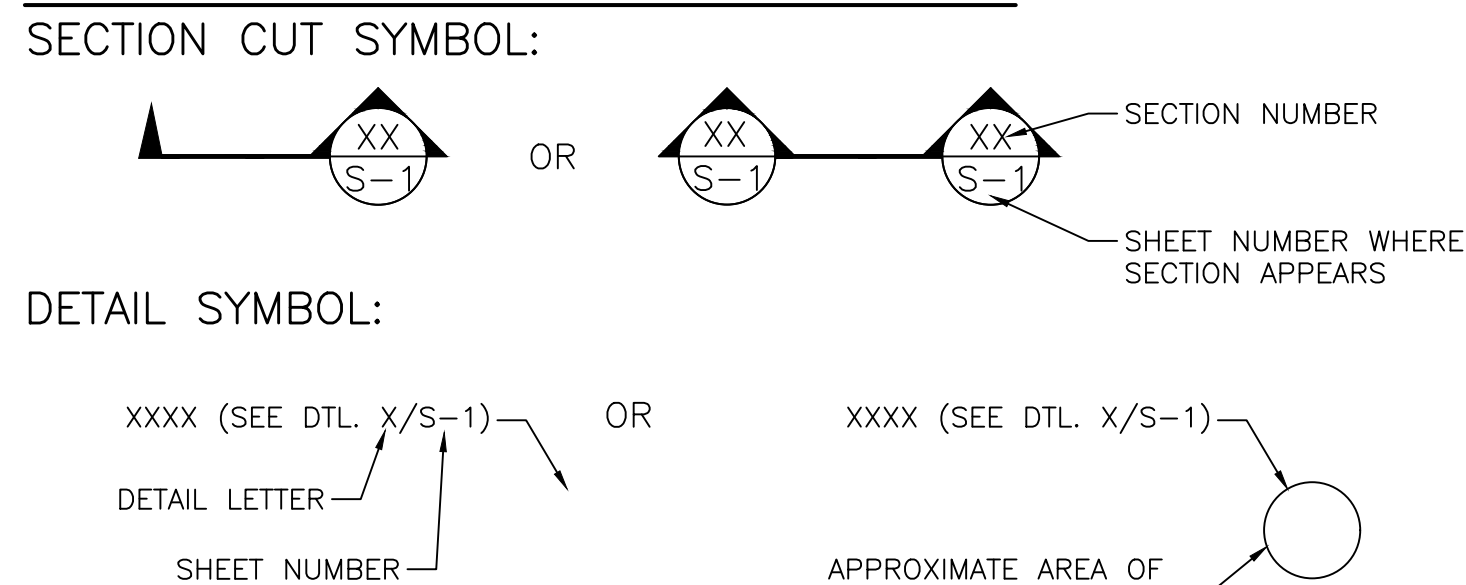 SECTION CUT SYMBOL:
XX
S-1
OR
XX
S-1
XX
S-1
SECTION NUMBER
SHEET NUMBER WHERE
SECTION APPEARS
DETAIL SYMBOL:
XXXX (SEE DTL. X/S-1)
OR
XXXX (SEE DTL. X/S-1)
DETAIL LETTER
SHEET NUMBER
APPROXIMATE AREA OF